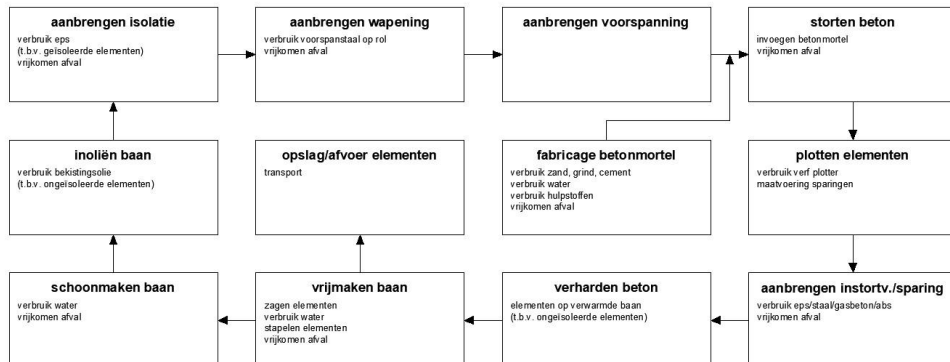 aanbrengen isolatie
verbruik eps
(t.b.v. geïsoleerde elementen)
vrijkomen afval
aanbrengen wapening
verbruik voorspanstaal op rol
vrijkomen afval
aanbrengen voorspanning
storten beton
invoegen betonmortel
vrijkomen afval
inoliën baan
verbruik bekistingsolie
(t.b.v. ongeïsoleerde elementen)
opslag/afvoer elementen
transport
fabricage betonmortel
verbruik zand, grind, cement
verbruik water
verbruik hulpstoffen
vrijkomen afval
plotten elementen
verbruik verf plotter
maatvoering sparingen
schoonmaken baan
verbruik water
vrijkomen afval
vrijmaken baan
zagen elementen
verbruik water
stapelen elementen
vrijkomen afval
verharden beton
elementen op verwarmde baan
(t.b.v. ongeïsoleerde elementen)
aanbrengen instortv./sparing
verbruik eps/staal/gasbeton/abs
vrijkomen afval